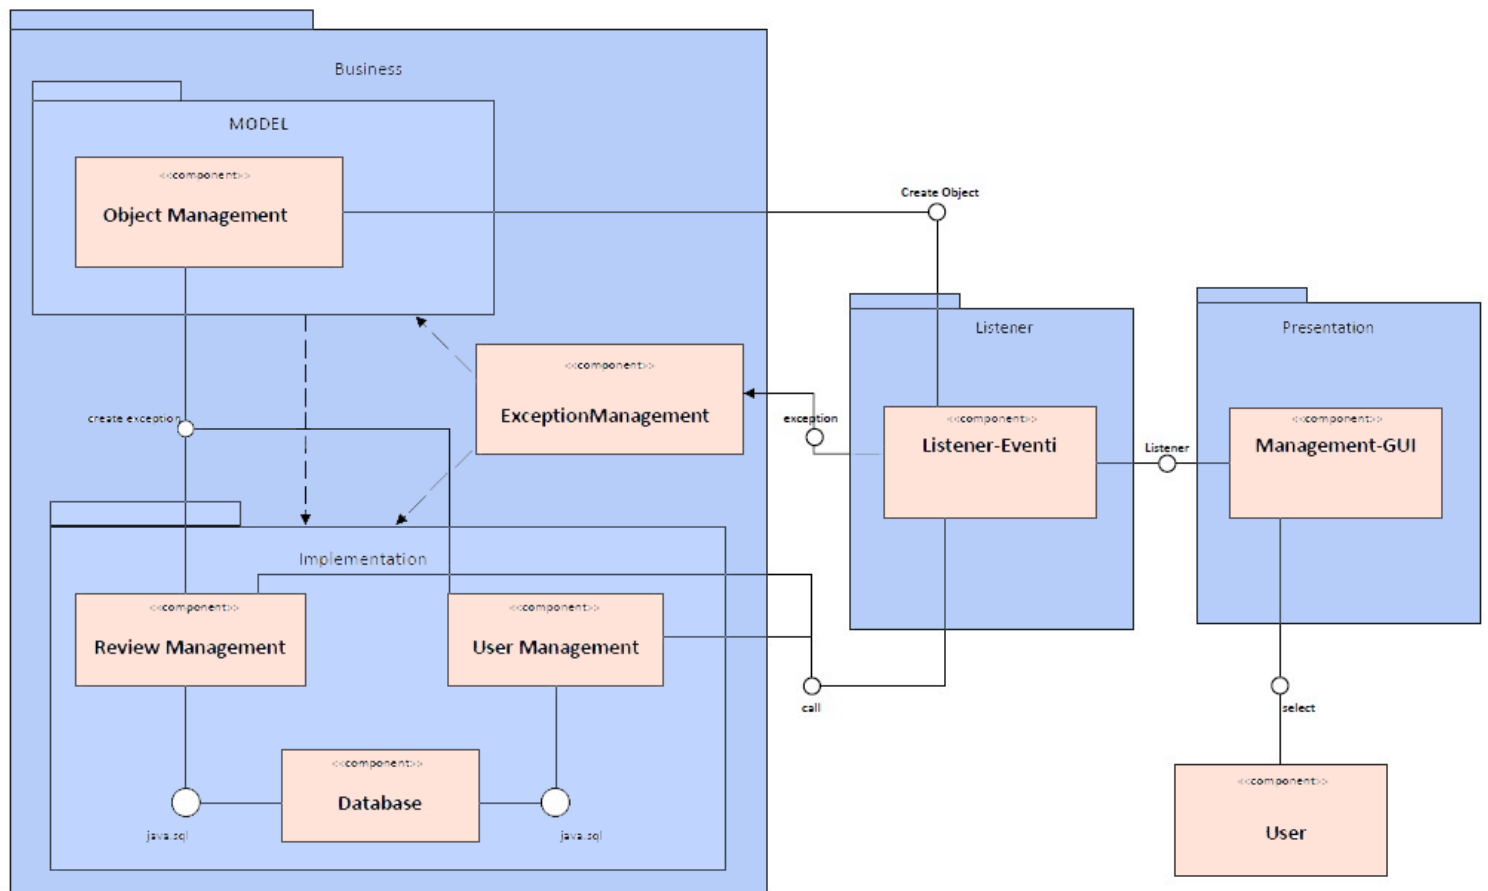 Business
MODEL
<<component>>
Object Management
Create Object
Listener
Presentation
<<component>>
ExceptionManagement
create exception
exception
<<component>>
Listener-Eventi
Listener
<<component>>
Management-GUI
Implementation
<<component>>
Review Management
<<component>>
User Management
call
select
<<component>>
Database
java.sql
java.sql
<<component>>
User